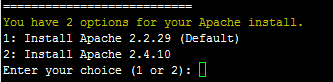 ===========================
You have 2 options for your Apache install.
1: Install Apache 2.2.29 (Default)
2: Install Apache 2.4.10
Enter your choice (1 or 2):